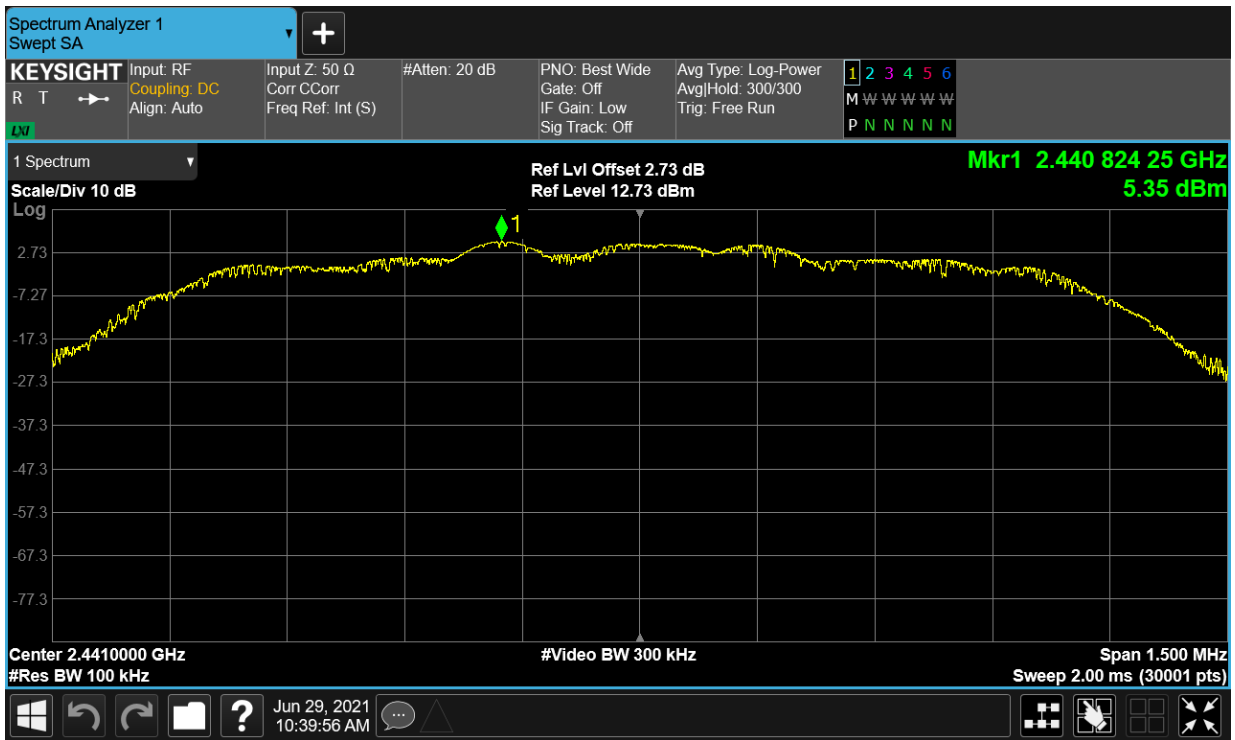 Spectrum Analyzer 1
Swept SA
KEYSIGHT
R T
LXI
Input: RF
Coupling: DC
Align: Auto
Input Z: 50 Ω
Corr CCorr
Freq Ref: Int (S)
#Atten: 20 dB
PNO: Best Wide
Gate: Off
IF Gain: Low
Sig Track: Off
Avg Type: Log-Power
Avg|Hold: 300/300
Trig: Free Run
1 2 3 4 5 6
M W W W W W
P N N N N N
1 Spectrum
Scale/Div 10 dB
Log
Ref Lvl Offset 2.73 dB
Ref Level 12.73 dBm
Mkr1 2.440 824 25 GHz
5.35 dBm
1
2.73
-7.27
-17.3
-27.3
-37.3
-47.3
-57.3
-67.3
-77.3
Center 2.4410000 GHz
#Video BW 300 kHz
Span 1.500 MHz
#Res BW 100 kHz
Sweep 2.00 ms (30001 pts)
?
Jun 29, 2021
10:39:56 AM